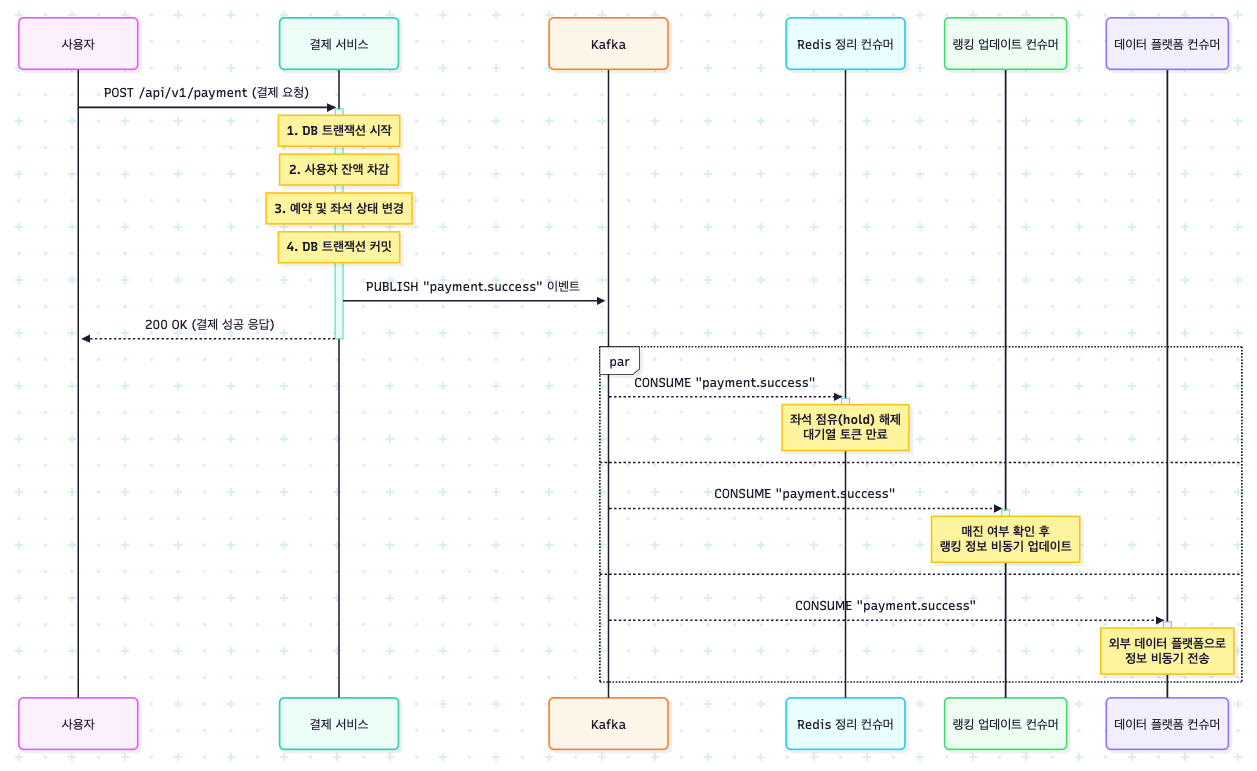 사용자
결제 서비스
Kafka
Redis 정리 컨슈머
랭킹 업데이트 컨슈머
데이터 플랫폼 컨슈머
POST /api/v1/payment (결제 요청)
1. DB 트랜잭션 시작
2. 사용자 잔액 차감
3. 예약 및 좌석 상태 변경
4. DB 트랜잭션 커밋
PUBLISH "payment.success" 이벤트
200 OK (결제 성공 응답)
par
CONSUME "payment.success"
좌석 점유(hold) 해제
대기열 토큰 만료
CONSUME "payment.success"
매진 여부 확인 후
랭킹 정보 비동기 업데이트
CONSUME "payment.success"
외부 데이터 플랫폼으로
정보 비동기 전송
사용자
결제 서비스
Kafka
Redis 정리 컨슈머
랭킹 업데이트 컨슈머
데이터 플랫폼 컨슈머